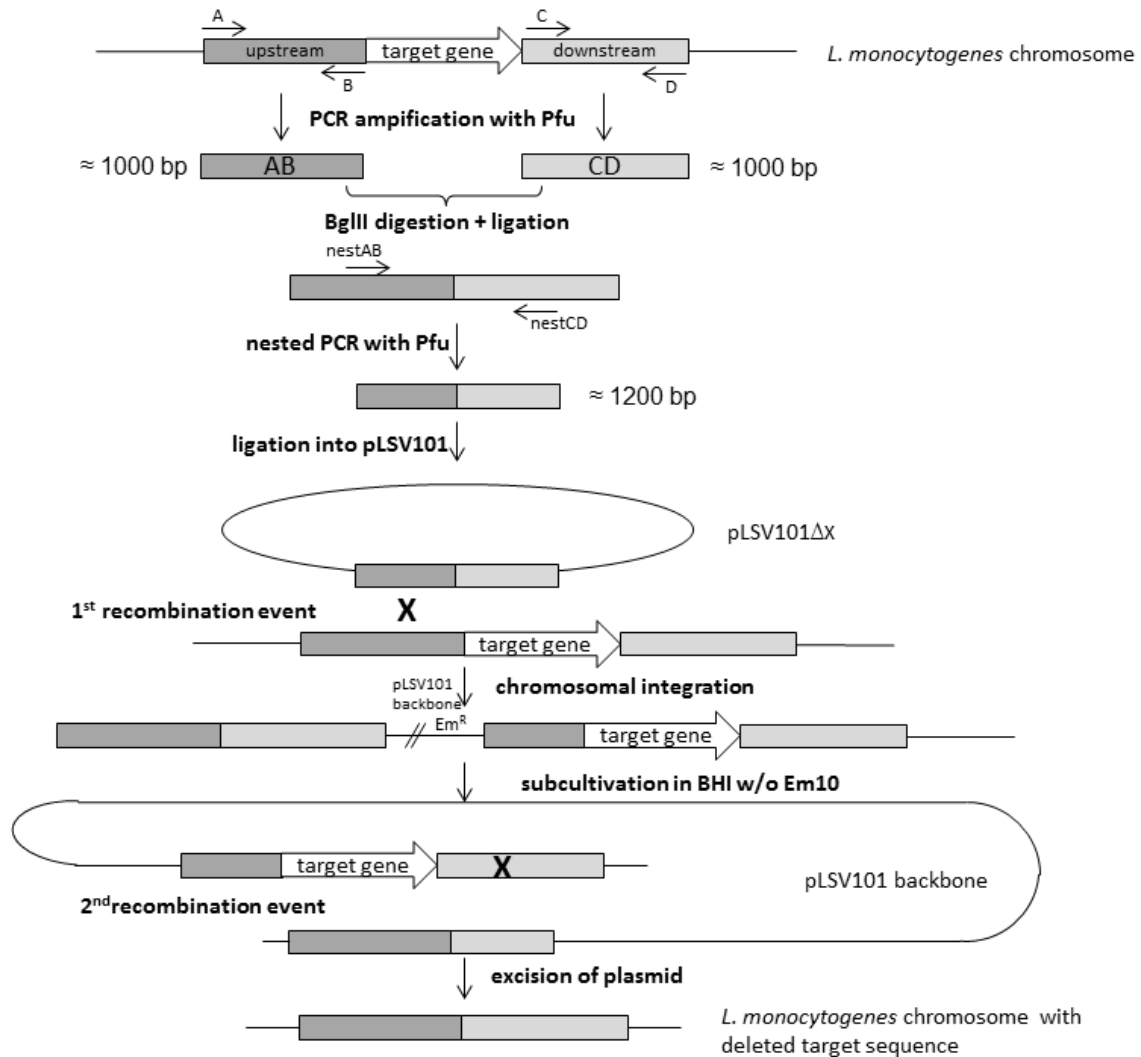 A
C
upstream
target gene
downstream
B
D
L. monocytogenes chromosome
PCR ampification with Pfu
≈ 1000 bp
AB
CD
≈ 1000 bp
BglII digestion + ligation
nestAB
nestCD
nested PCR with Pfu
≈ 1200 bp
ligation into pLSV101
pLSV101ΔX
1st recombination event
X
target gene
pLSV101
backbone
EmR
chromosomal integration
target gene
subcultivation in BHI w/o Em10
target gene
X
pLSV101 backbone
2nd recombination event
excision of plasmid
L. monocytogenes chromosome with
deleted target sequence